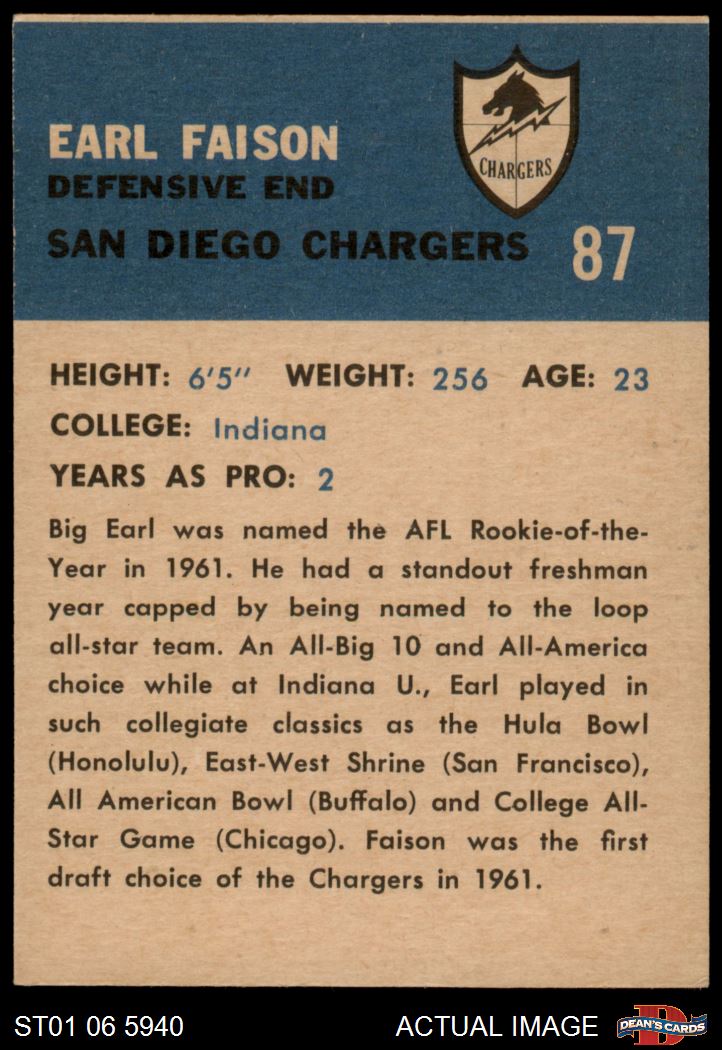 EARL FAISON
DEFENSIVE END
SAN DIEGO CHARGERS 87
CHARGERS
HEIGHT: 6'5" WEIGHT: 256 AGE: 23
COLLEGE: Indiana
YEARS AS PRO: 2
Big Earl was named the AFL Rookie-of-the-
Year in 1961. He had a standout freshman
year capped by being named to the loop
all-star team. An All-Big 10 and All-America
choice while at Indiana U., Earl played in
such collegiate classics as the Hula Bowl
(Honolulu), East-West Shrine (San Francisco),
All American Bowl (Buffalo) and College All-
Star Game (Chicago). Faison was the first
draft choice of the Chargers in 1961.
ST01 06 5940 ACTUAL IMAGE
D
DEAN'S CARDS